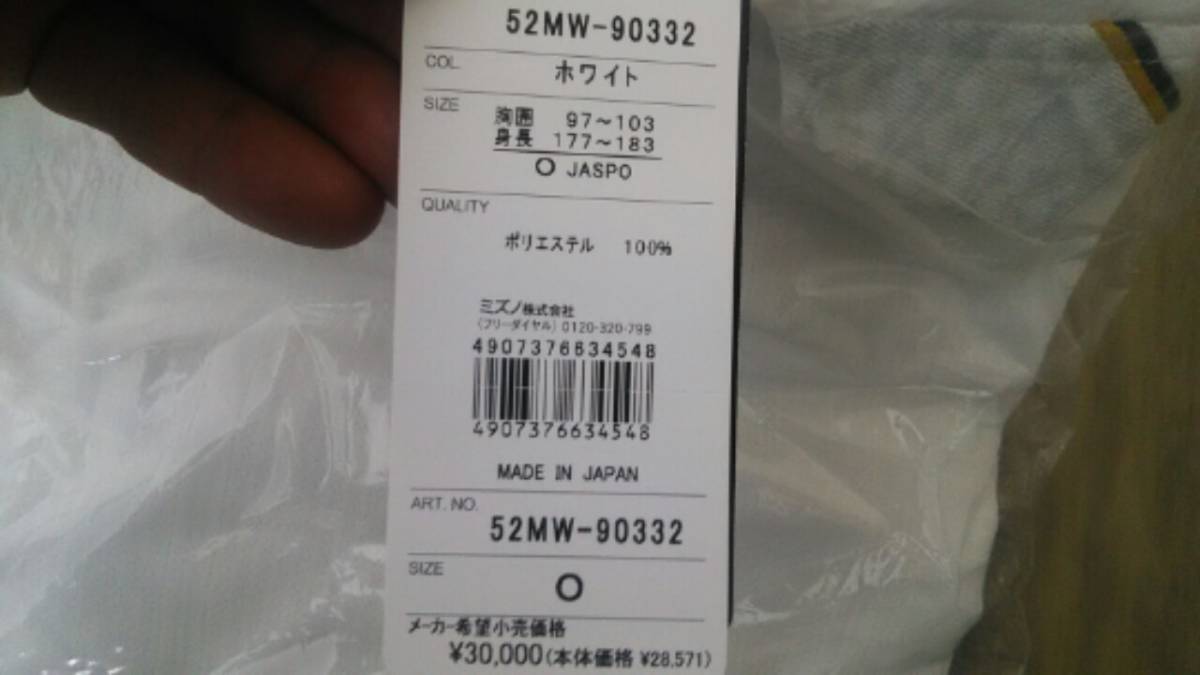 52MW-90332
COL.
ホワイト
SIZE
胸囲 97〜103
身長 177〜183
O JASPO
QUALITY
ポリエステル 100%
ミズノ株式会社
(フリーダイヤル) 0120-320-799
4907376634548
4907376634548
MADE IN JAPAN
ART. NO.
52MW-90332
SIZE
O
メーカー希望小売価格
¥30,000(本体価格 ¥28,571)